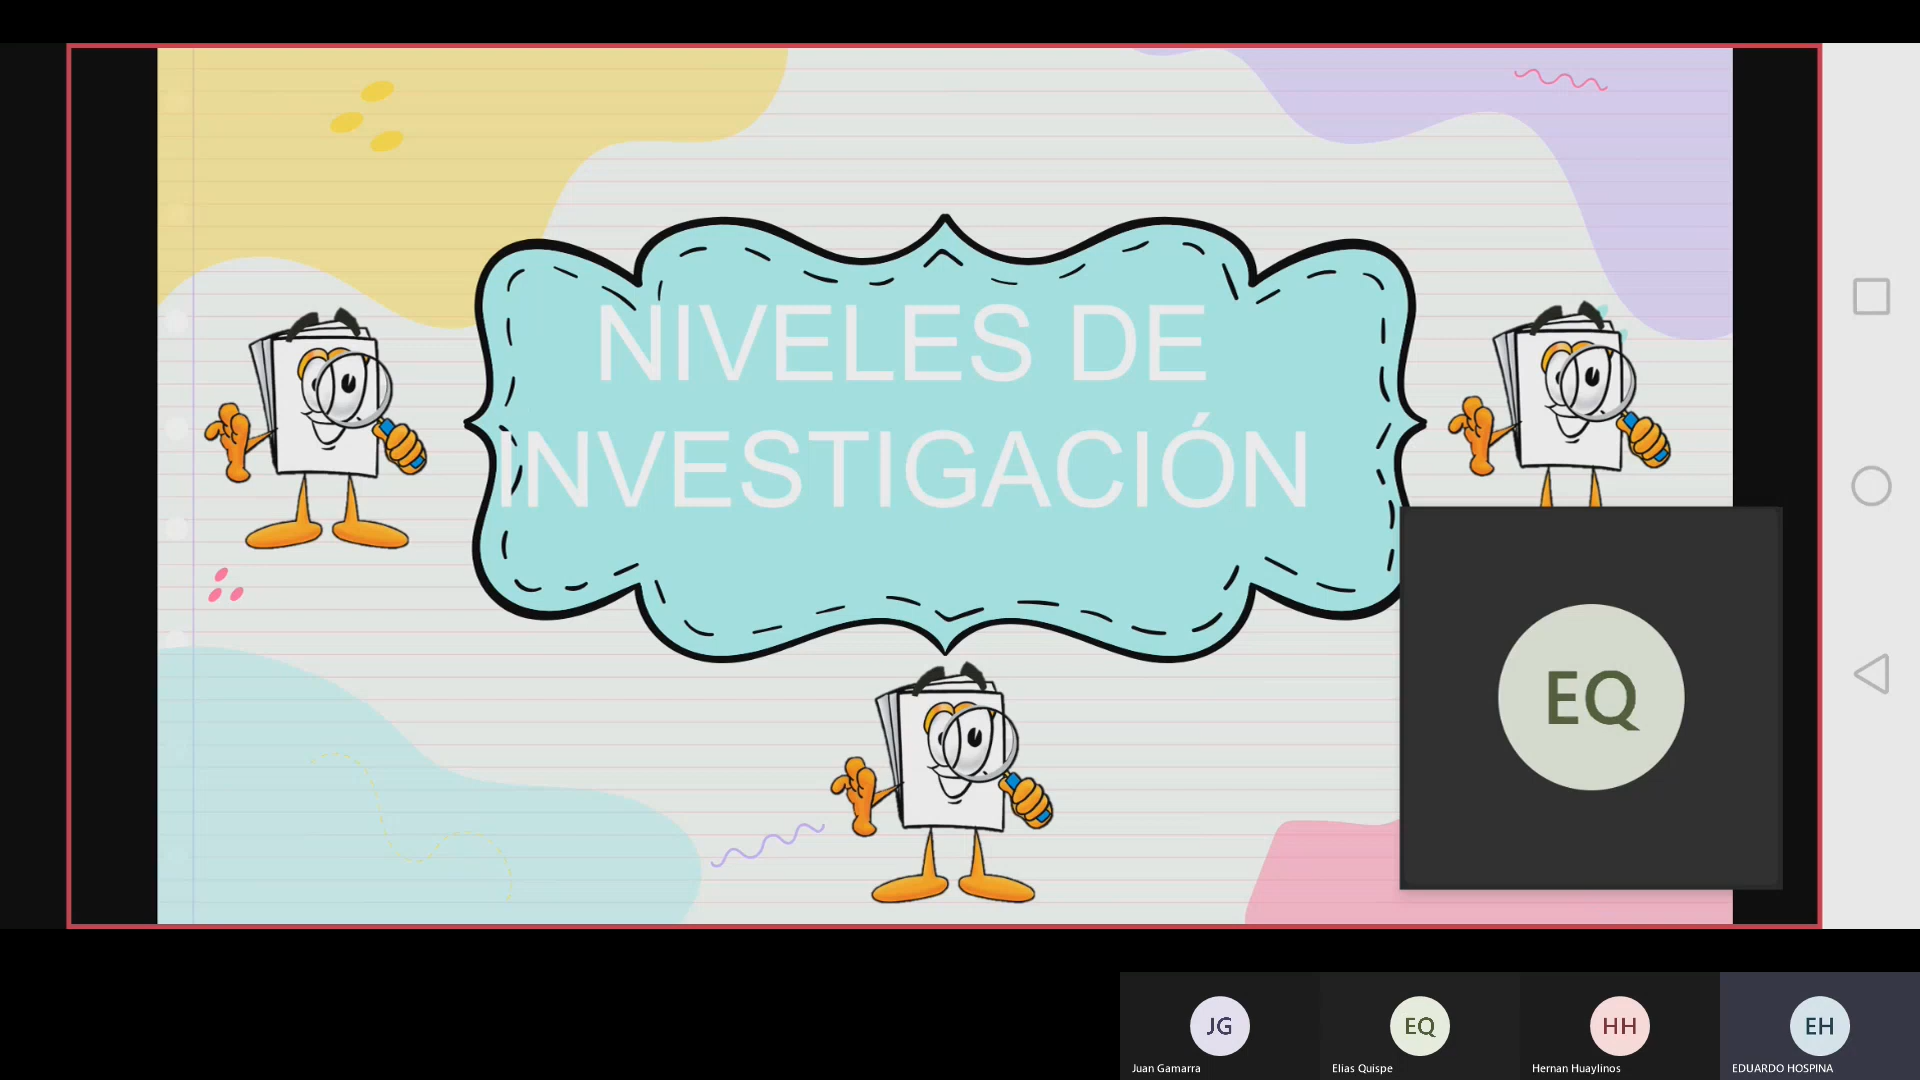 NIVELES DE
INVESTIGACIÓN
EQ
JG
EQ
HH
EH
Juan Gamarra
Elias Quispe
Hernan Huaylinos
EDUARDO HOSPINA